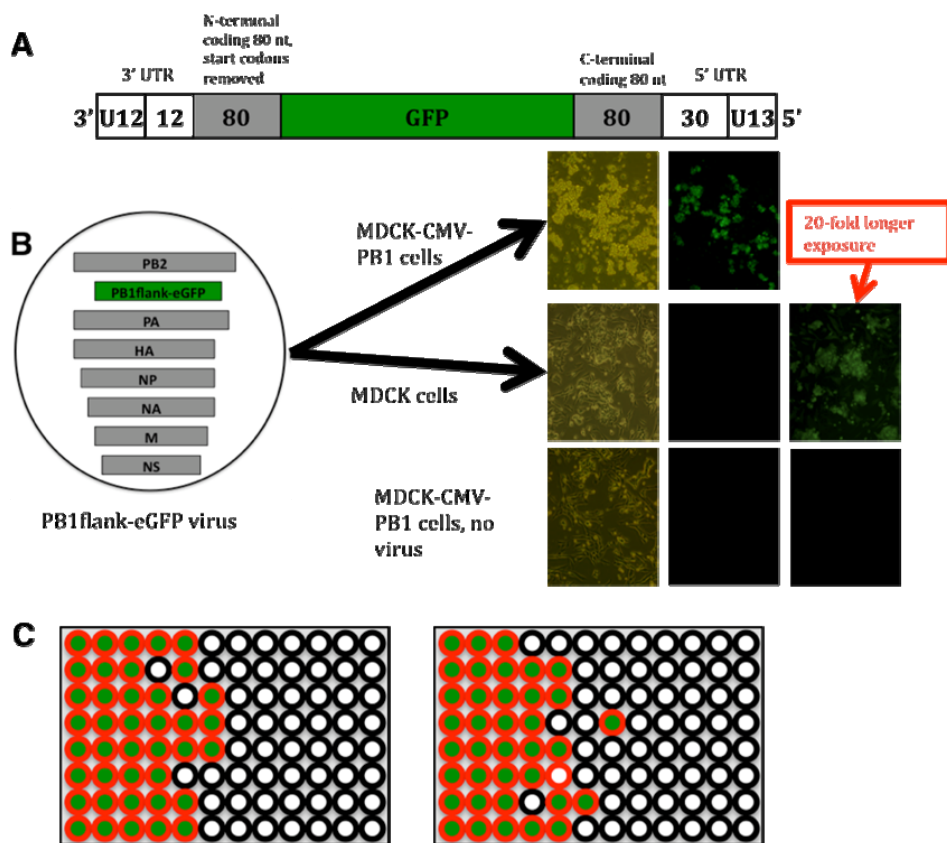 A
N-terminal
coding 80 nt,
start codons
removed
3' UTR
C-terminal
coding 80 nt
5' UTR
3' U12 12 80 GFP 80 30 U13 5'
B
PB2
PB1flank-eGFP
PA
HA
NP
NA
M
NS
PB1flank-eGFP virus
MDCK-CMV-
PB1 cells
MDCK cells
MDCK-CMV-
PB1 cells, no
virus
20-fold longer
exposure
C